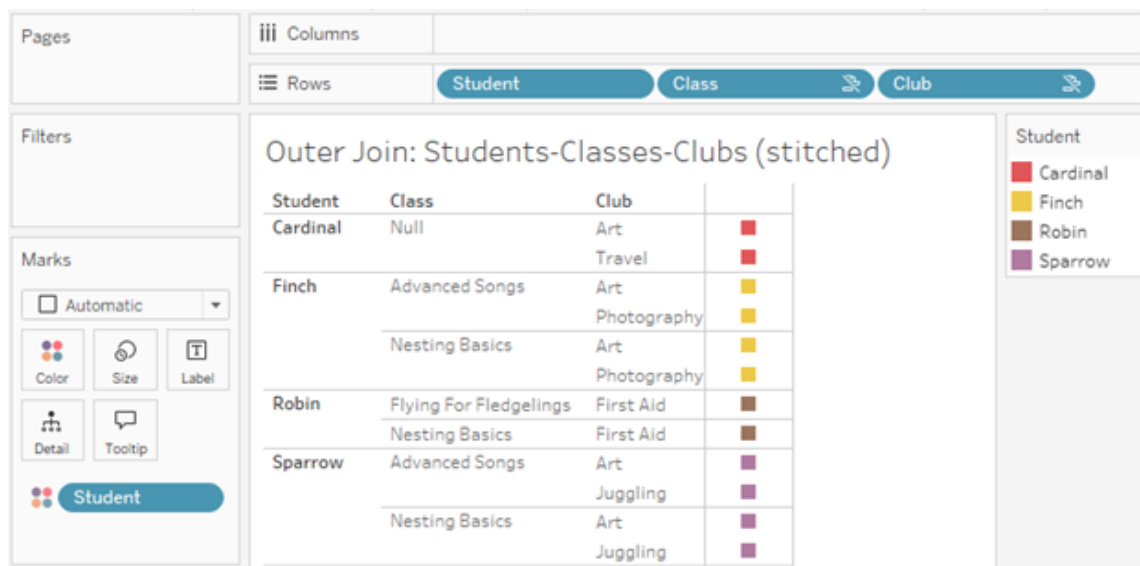 Pages
Columns
Rows Student Class Club
Filters
Outer Join: Students-Classes-Clubs (stitched)
Student Class Club
Cardinal Null Art
Travel
Finch Advanced Songs Art
Photography
Nesting Basics Art
Photography
Robin Flying For Fledgelings First Aid
Nesting Basics First Aid
Sparrow Advanced Songs Art
Juggling
Nesting Basics Art
Juggling
Marks
Automatic
Color Size Label
Detail Tooltip
Student
Student
Cardinal
Finch
Robin
Sparrow